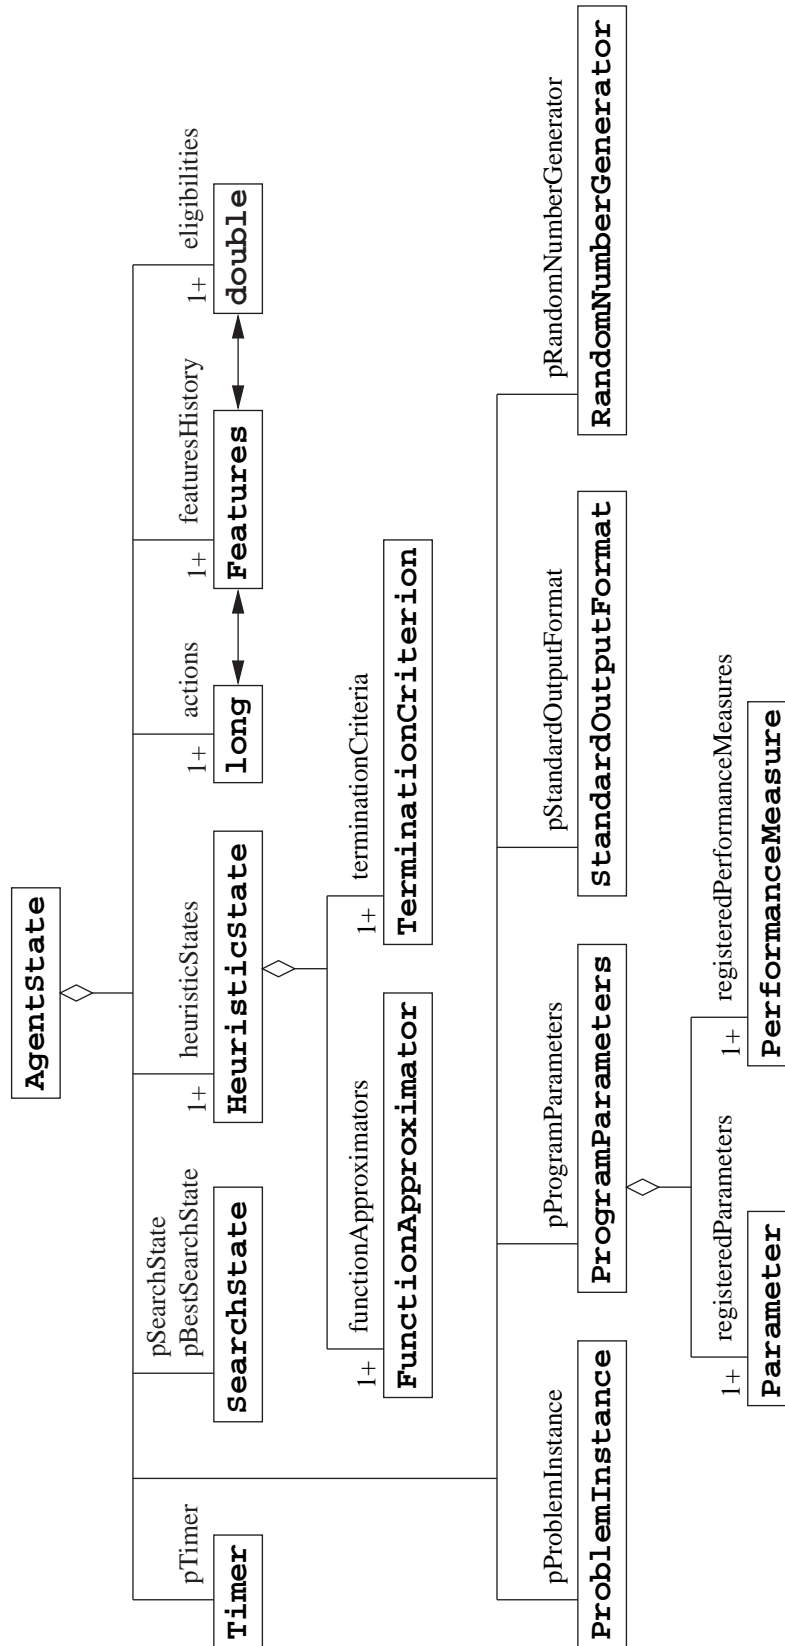 AgentState
pTimer
Timer
pSearchState
pBestSearchState
SearchState
1+
heuristicStates
HeuristicState
1+
actions
long
1+
featuresHistory
Features
1+
eligibilities
double
1+
functionApproximators
FunctionApproximator
1+
terminationCriteria
TerminationCriterion
pProblemInstance
ProblemInstance
pProgramParameters
ProgramParameters
pStandardOutputFormat
StandardOutputFormat
pRandomNumberGenerator
RandomNumberGenerator
1+
registeredParameters
Parameter
1+
registeredPerformanceMeasures
PerformanceMeasure